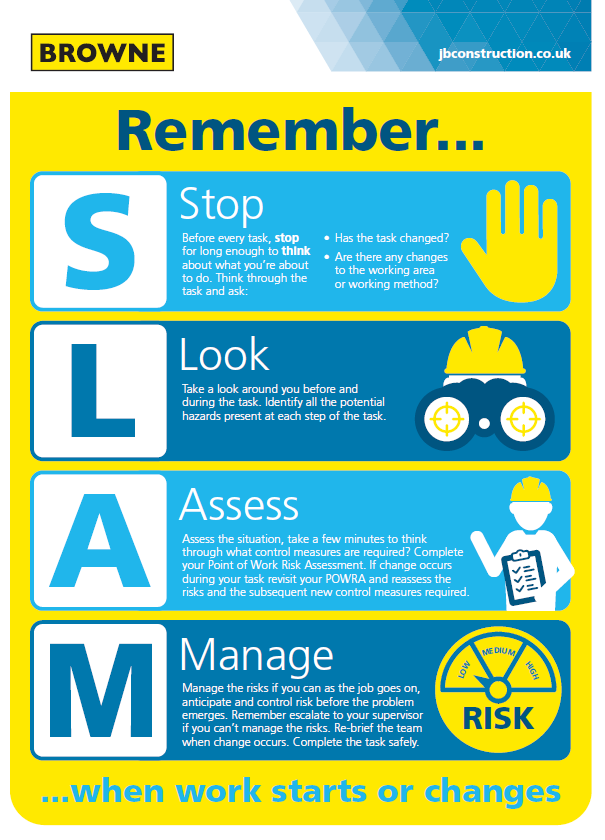 BROWNE
jbconstruction.co.uk
Remember...
S
Stop
Before every task, stop
for long enough to think
about what you're about
to do. Think through the
task and ask:
• Has the task changed?
• Are there any changes
to the working area
or working method?
L
Look
Take a look around you before and
during the task. Identify all the potential
hazards present at each step of the task.
A
Assess
Assess the situation, take a few minutes to think
through what control measures are required? Complete
your Point of Work Risk Assessment. If change occurs
during your task revisit your POWRA and reassess the
risks and the subsequent new control measures required.
M
Manage
Manage the risks if you can as the job goes on,
anticipate and control risk before the problem
emerges. Remember escalate to your supervisor
if you can't manage the risks. Re-brief the team
when change occurs. Complete the task safely.
LOW
MEDIUM
HIGH
RISK
...when work starts or changes